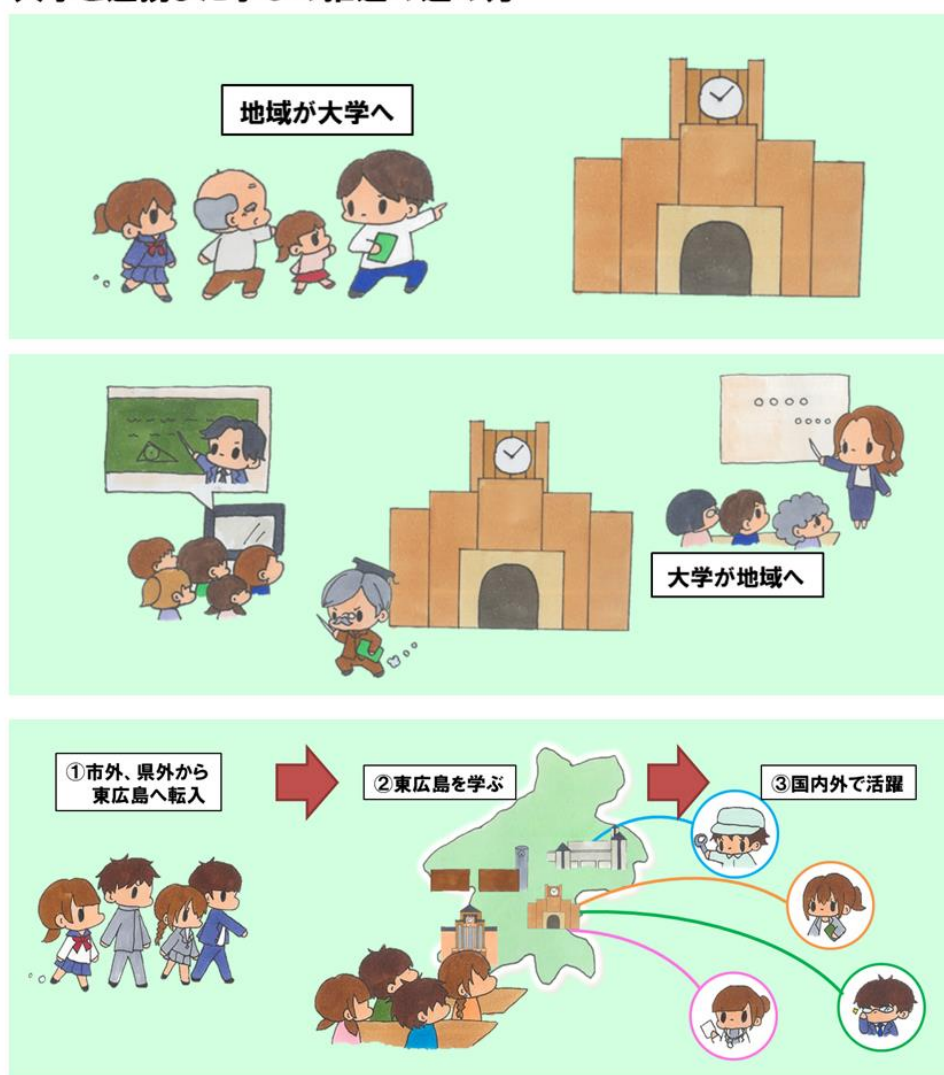 地域が大学へ
大学が地域へ
①市外、県外から
東広島へ転入
②東広島を学ぶ
③国内外で活躍